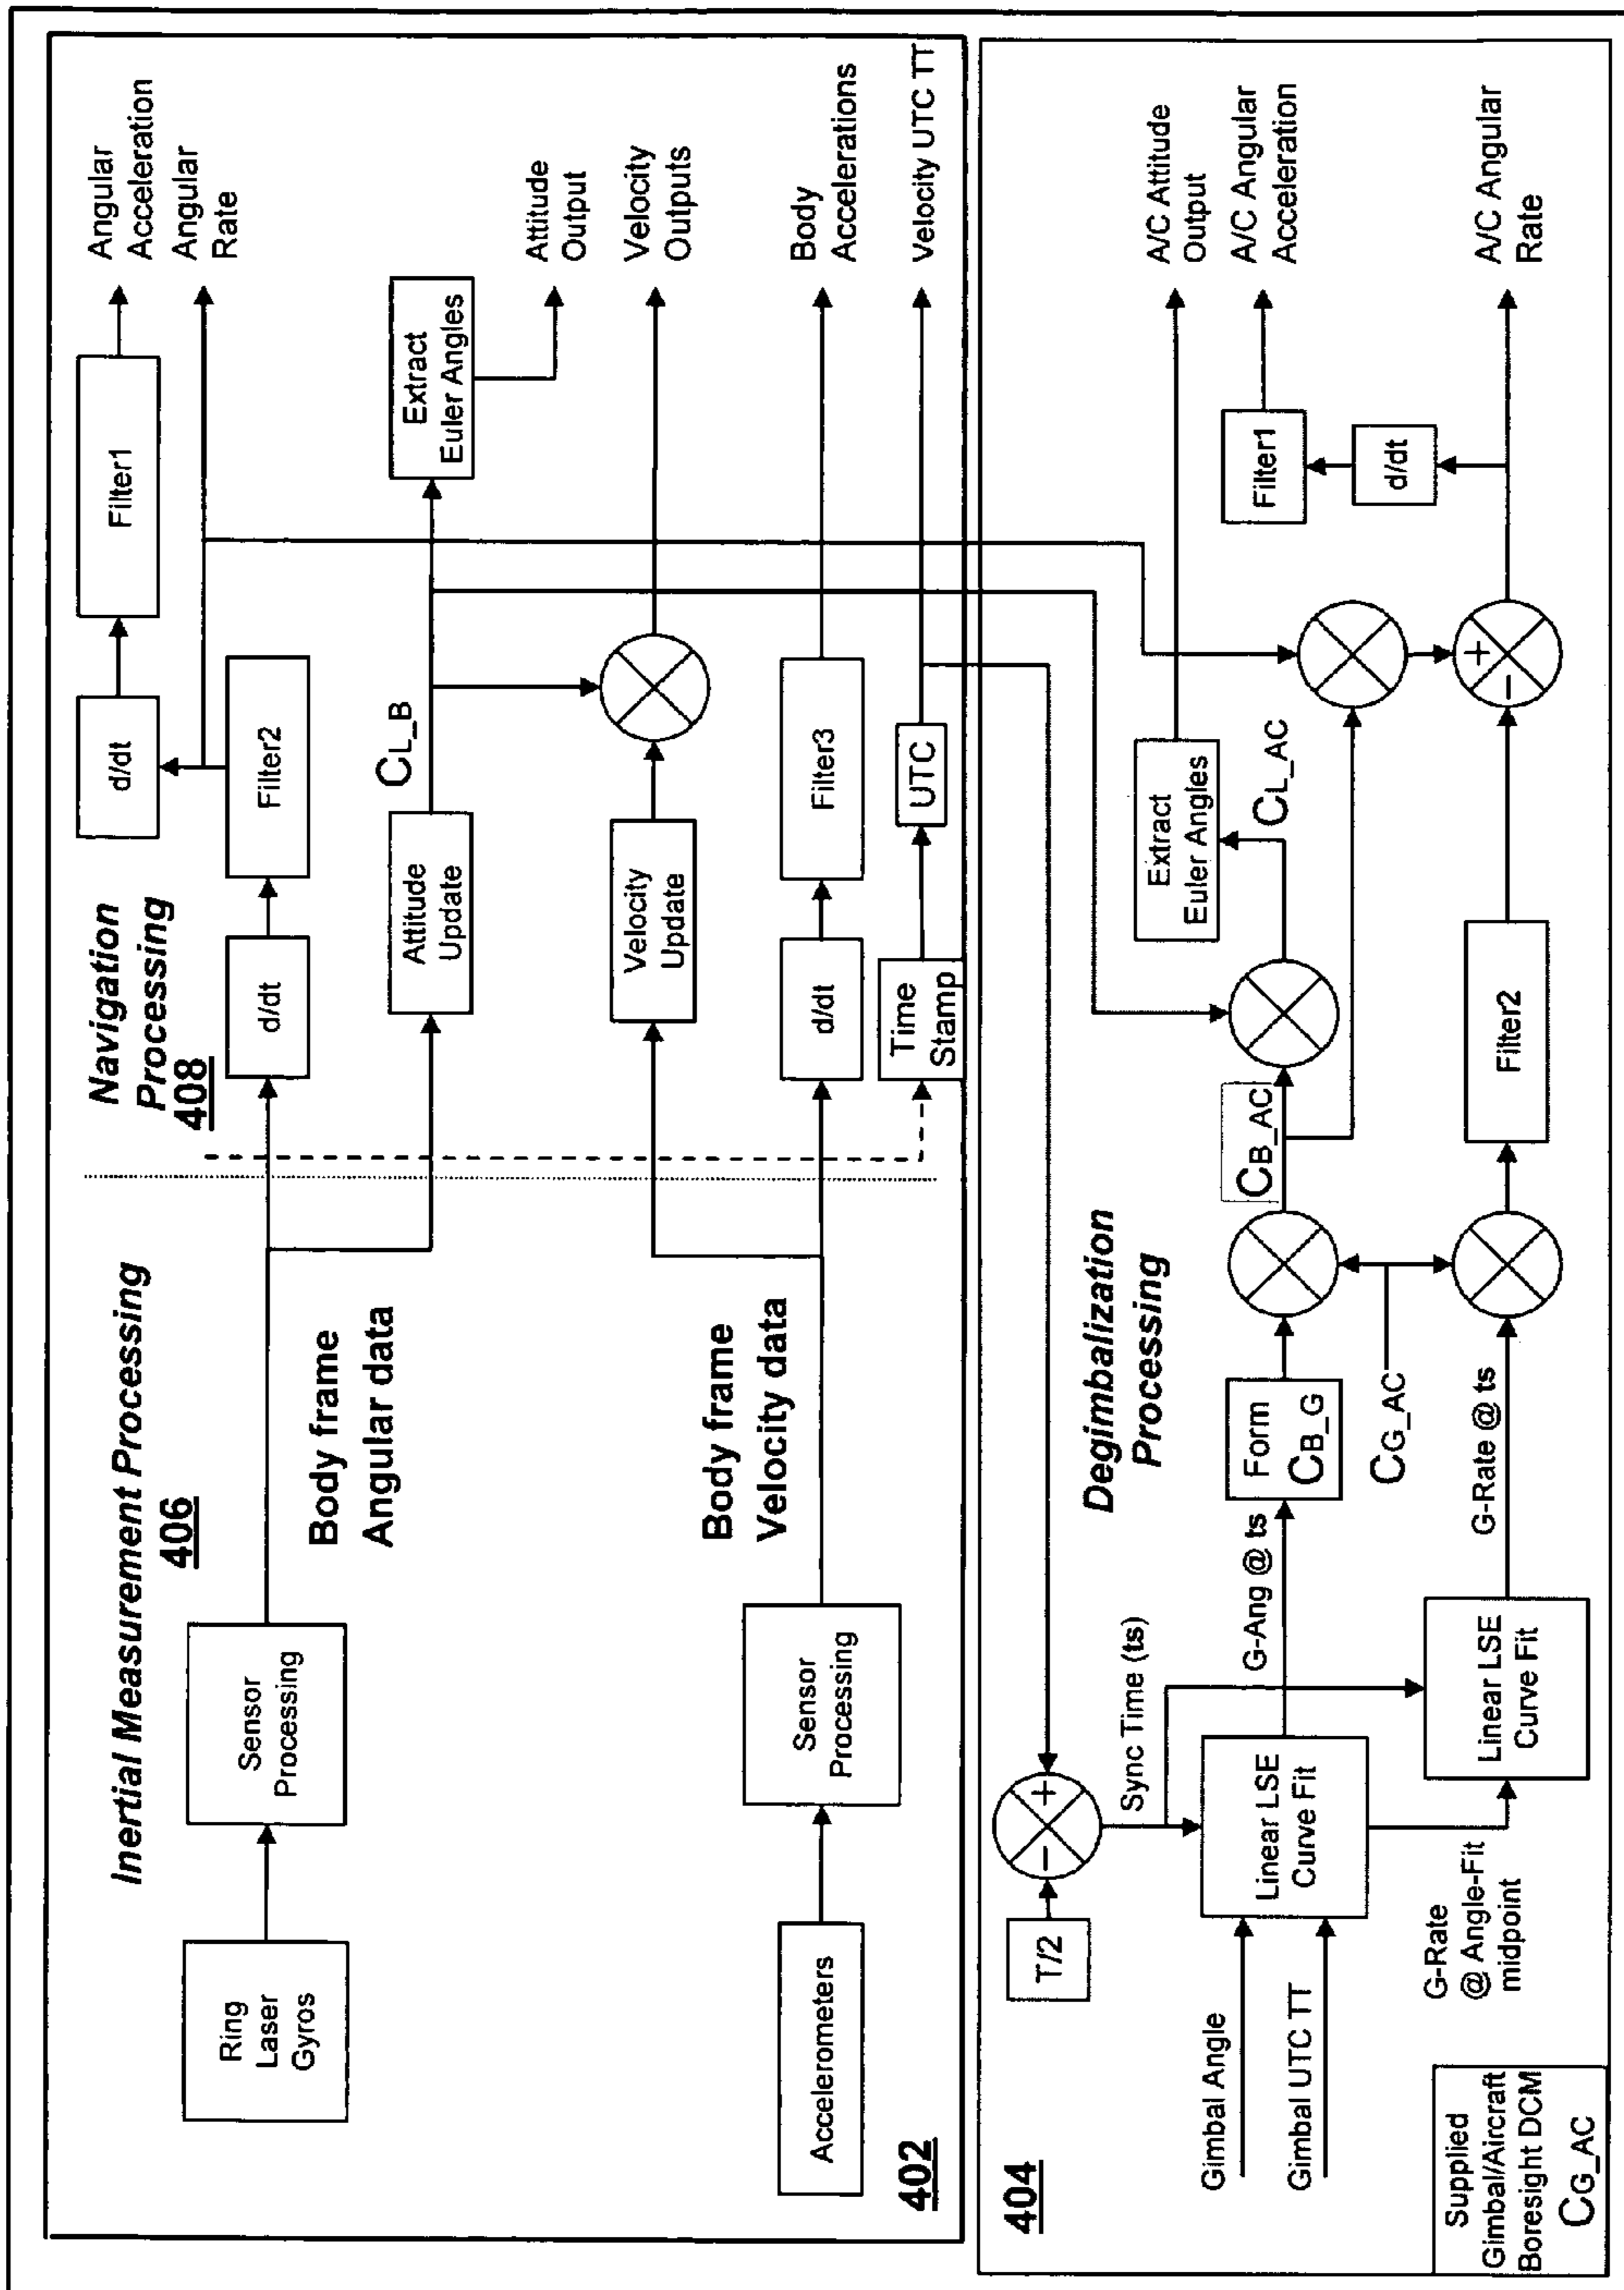 Inertial Measurement Processing
406
Navigation
Processing
408
Ring
Laser
Gyros
Sensor
Processing
Body frame
Angular data
d/dt
Filter2
d/dt
Filter1
Angular
Acceleration
Angular
Rate
Attitude
Update
CL_B
Extract
Euler Angles
Attitude
Output
Accelerometers
Sensor
Processing
Body frame
Velocity data
Velocity
Update
Velocity
Outputs
d/dt
Filter3
Body
Accelerations
Time
Stamp
UTC
Velocity UTC TT
402
404
T/2
-
+
Sync Time (ts)
Degimbalization
Processing
Gimbal Angle
Gimbal UTC TT
Linear LSE
Curve Fit
G-Ang @ ts
Form
CB_G
CB_AC
CG_AC
CL_AC
Extract
Euler Angles
A/C Attitude
Output
Filter1
A/C Angular
Acceleration
d/dt
G-Rate
@ Angle-Fit
midpoint
Linear LSE
Curve Fit
G-Rate @ ts
Filter2
-
+
A/C Angular
Rate
Supplied
Gimbal/Aircraft
Boresight DCM
CG_AC